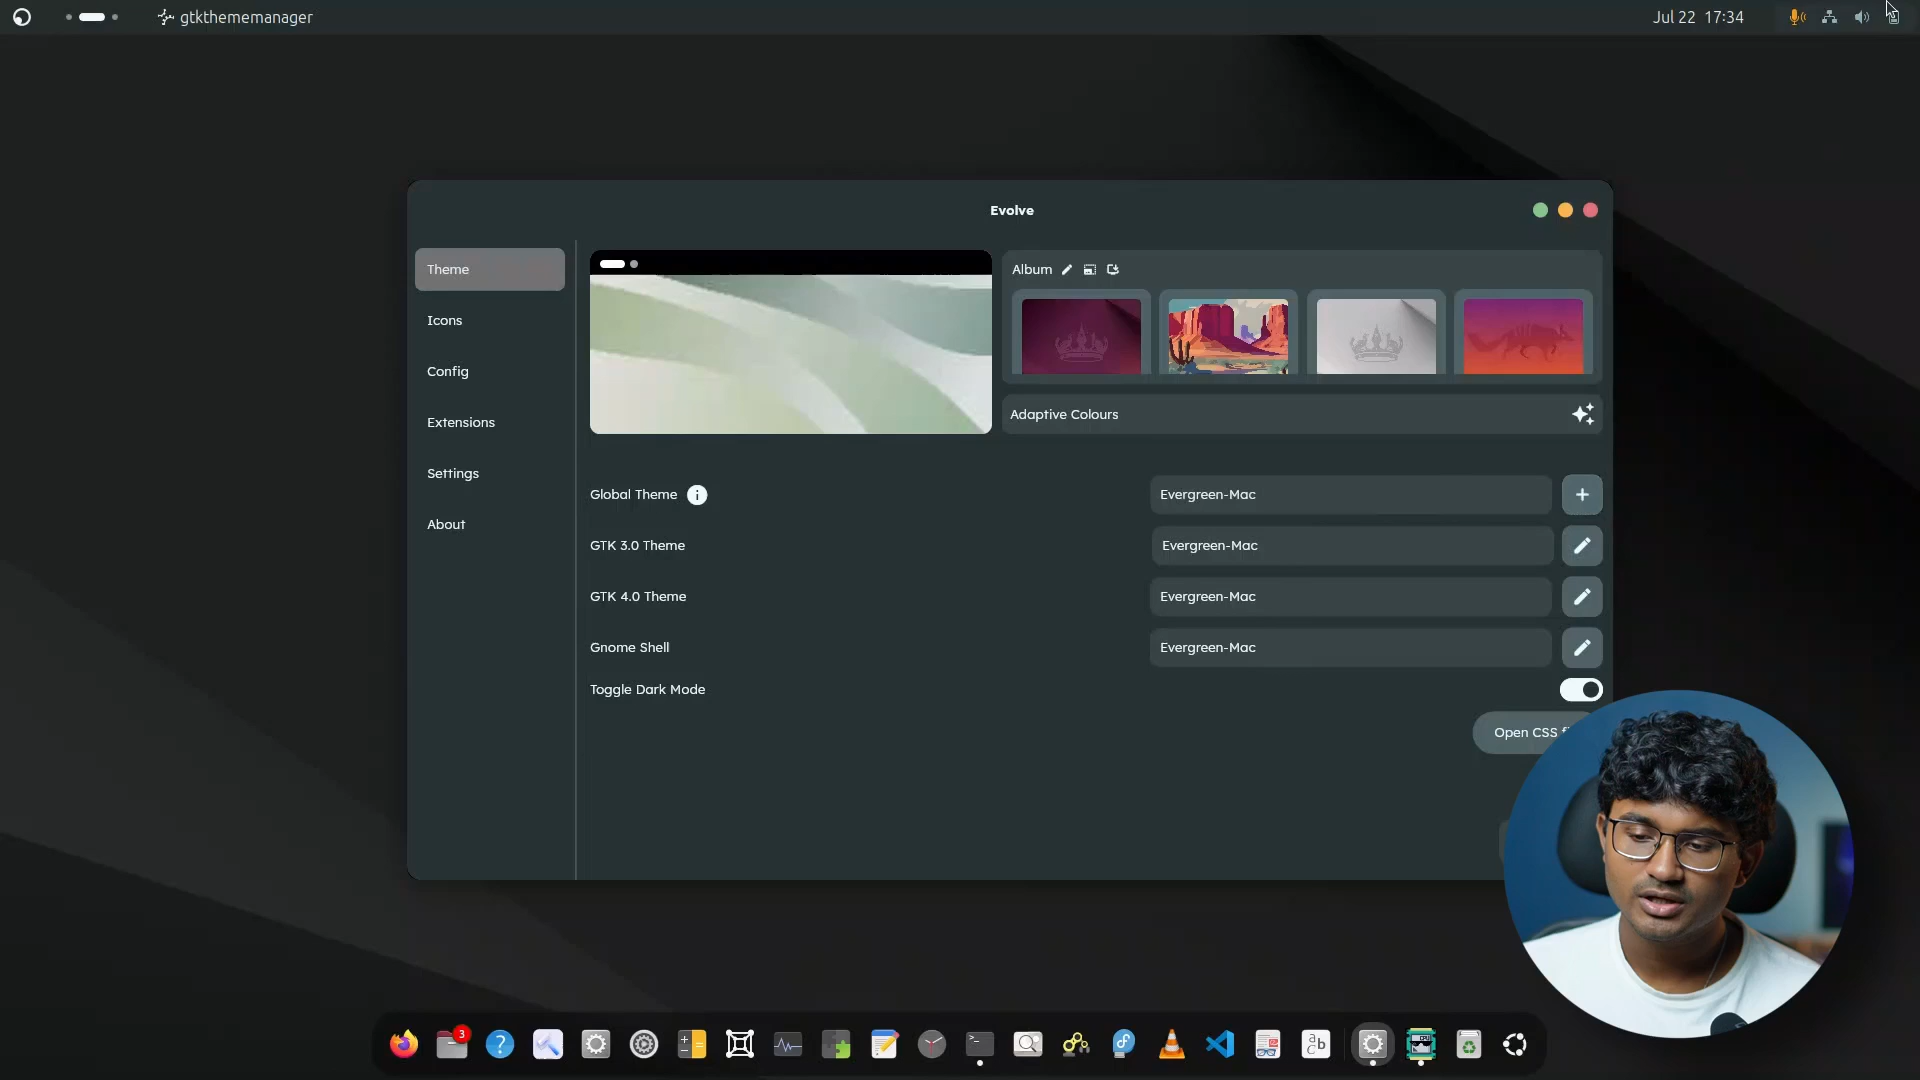 gtkthememanager
Jul 22 17:34
Evolve
Theme
Icons
Config
Extensions
Settings
About
Album
Adaptive Colours
Global Theme
Evergreen-Mac
GTK 3.0 Theme
Evergreen-Mac
GTK 4.0 Theme
Evergreen-Mac
Gnome Shell
Evergreen-Mac
Toggle Dark Mode
Open CSS
3
a b
c
CPU